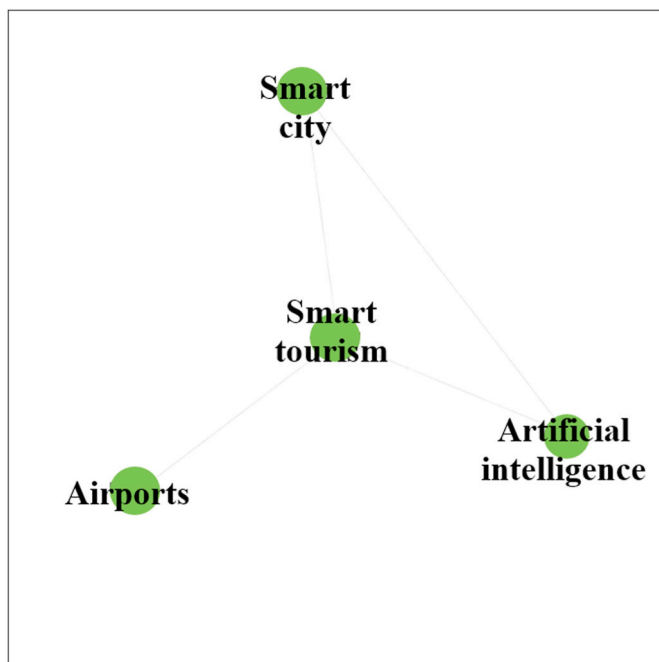 Smart
city
Smart
tourism
Artificial
intelligence
Airports